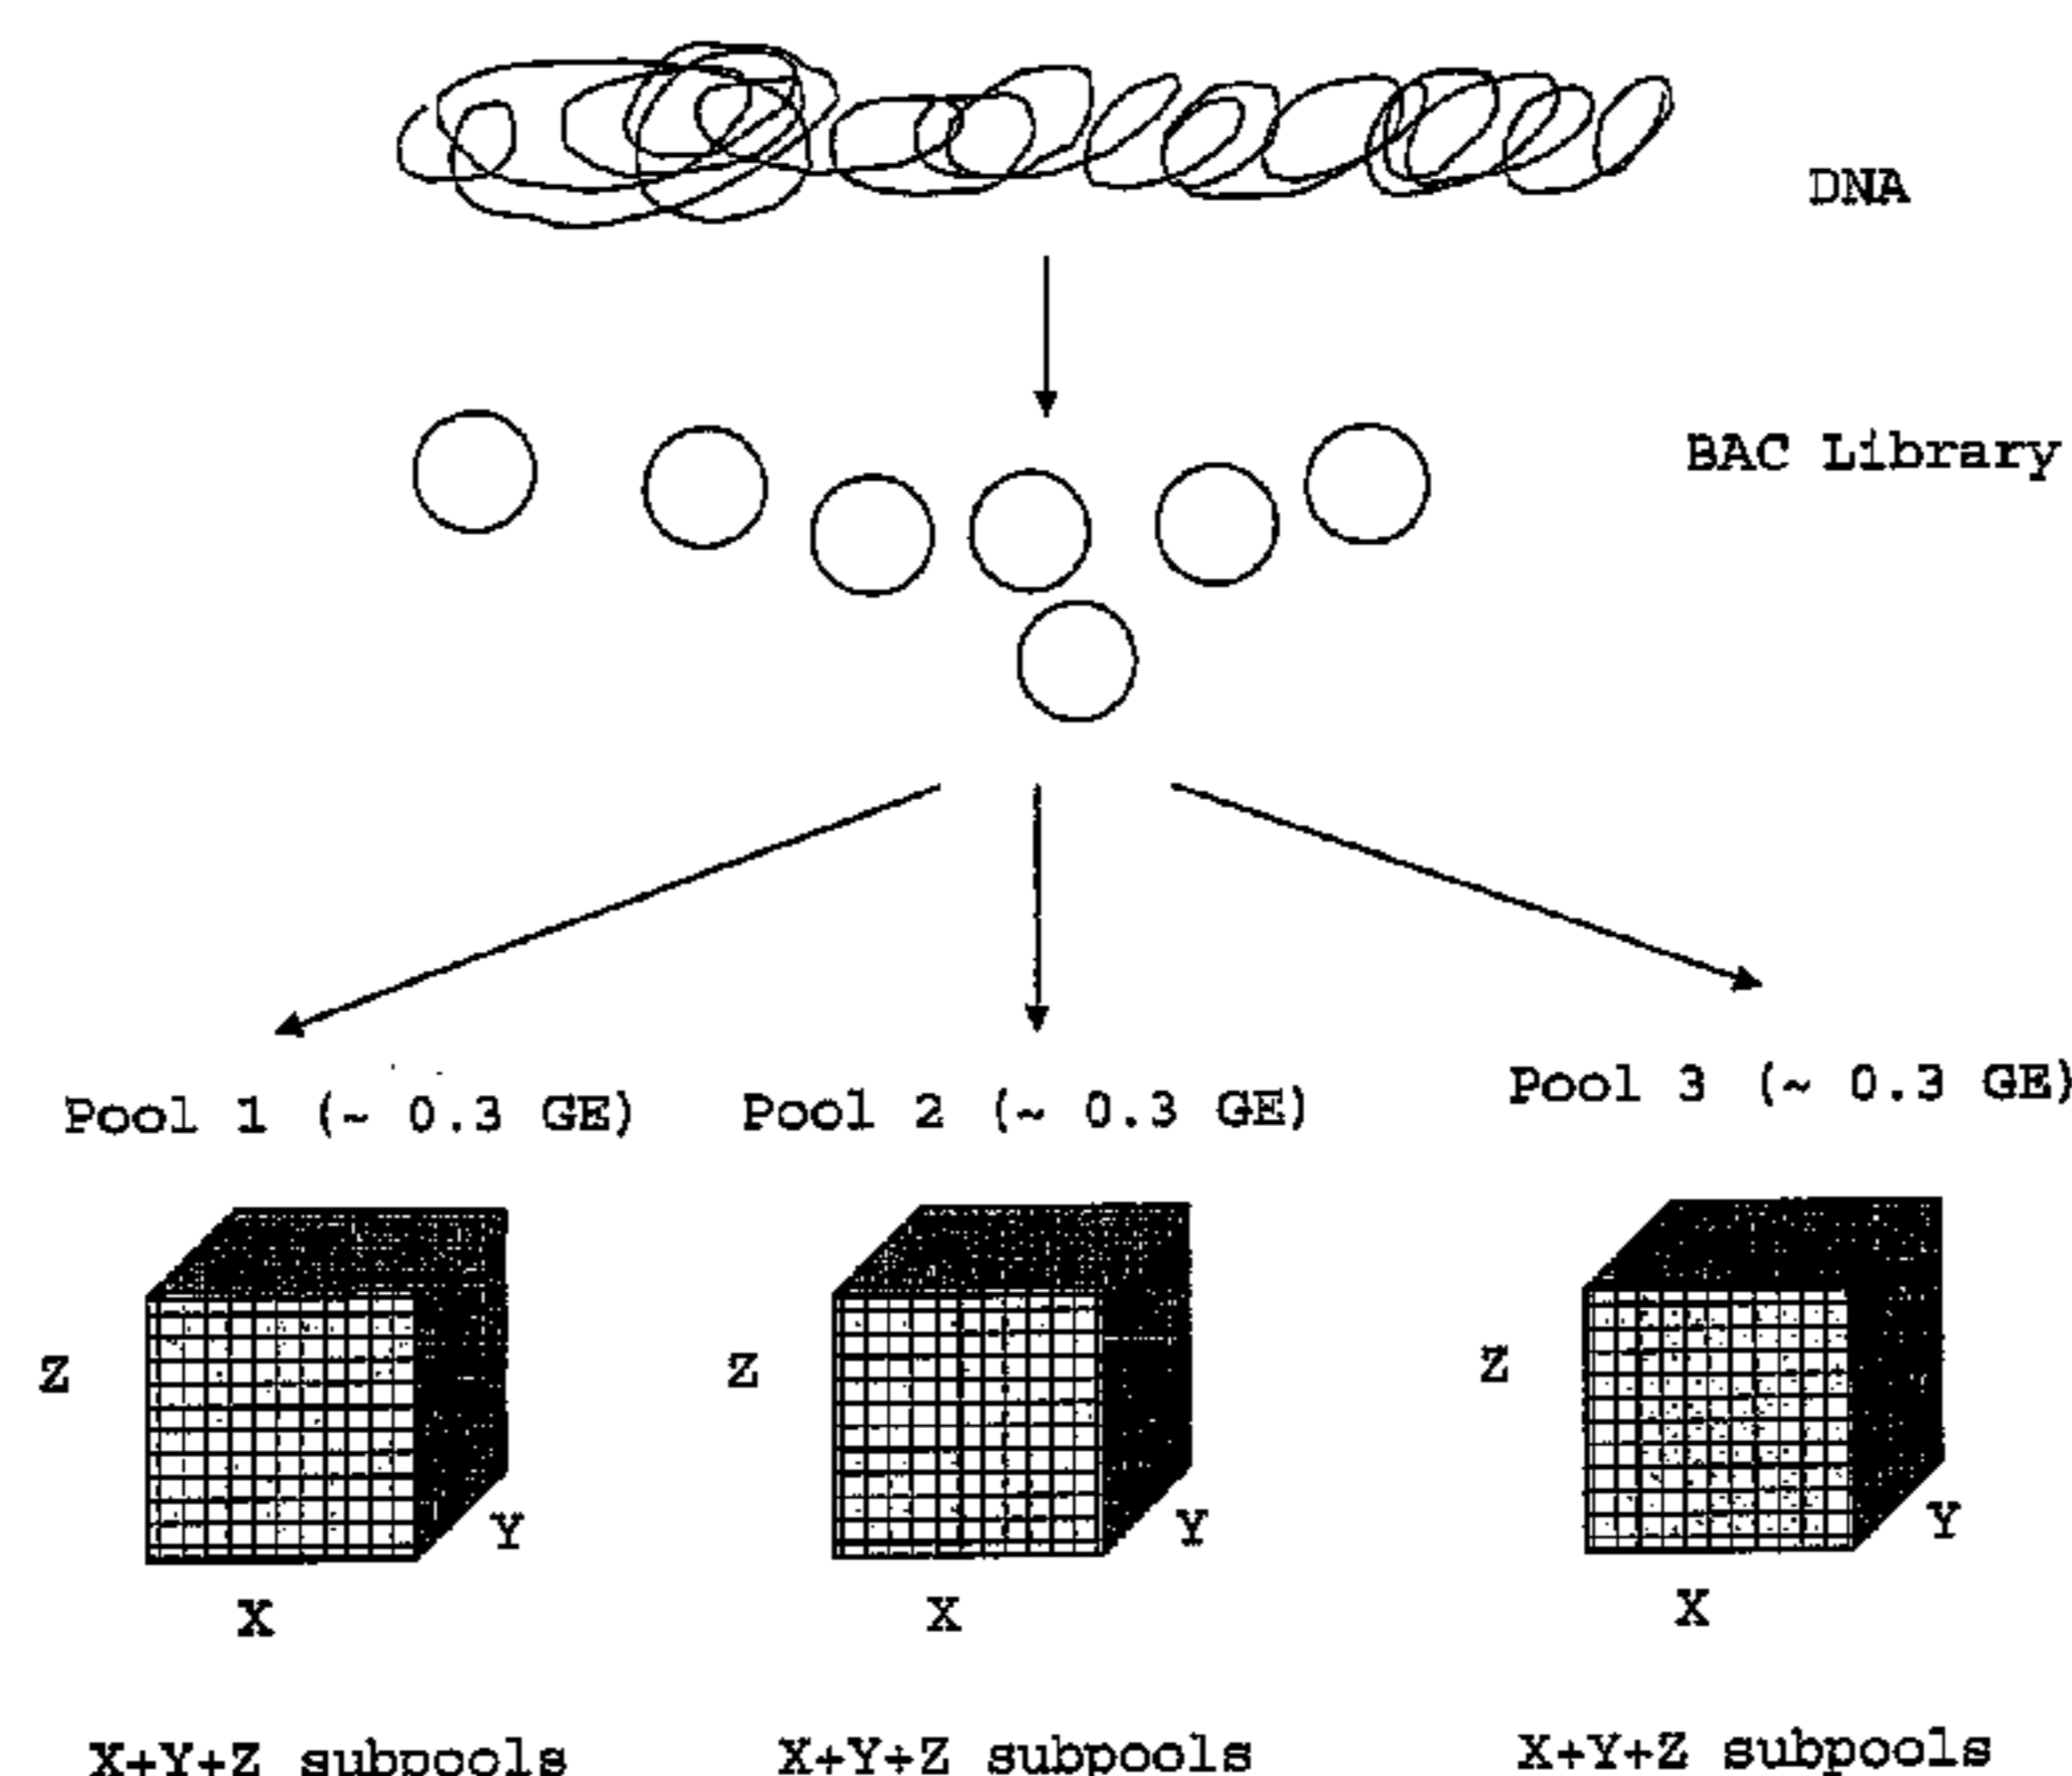 DNA
BAC Library
Pool 1 (~ 0.3 GE)
Pool 2 (~ 0.3 GE)
Pool 3 (~ 0.3 GE)
Z
Y
X
Z
Y
X
Z
Y
X
X+Y+Z subpools
X+Y+Z subpools
X+Y+Z subpools